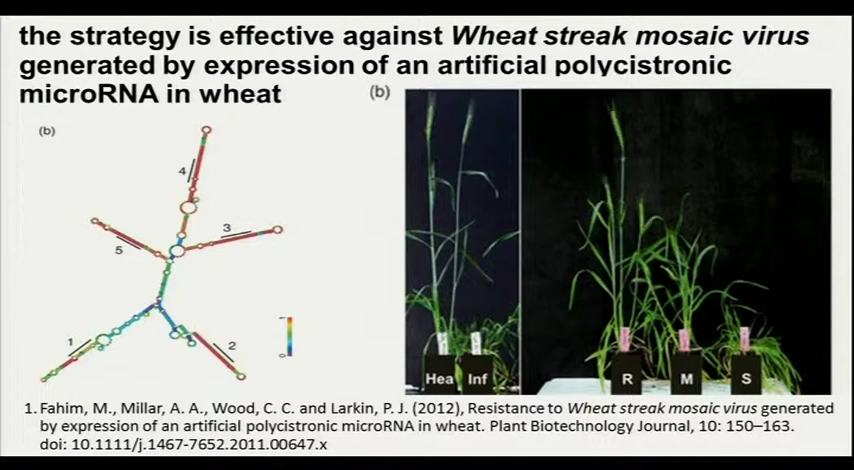 the strategy is effective against Wheat streak mosaic virus
generated by expression of an artificial polycistronic
microRNA in wheat
(b)
(b)
4
3
5
1
2
Hea Inf
R M S
1. Fahim, M., Millar, A. A., Wood, C. C. and Larkin, P. J. (2012), Resistance to Wheat streak mosaic virus generated
by expression of an artificial polycistronic microRNA in wheat. Plant Biotechnology Journal, 10: 150–163.
doi: 10.1111/j.1467-7652.2011.00647.x